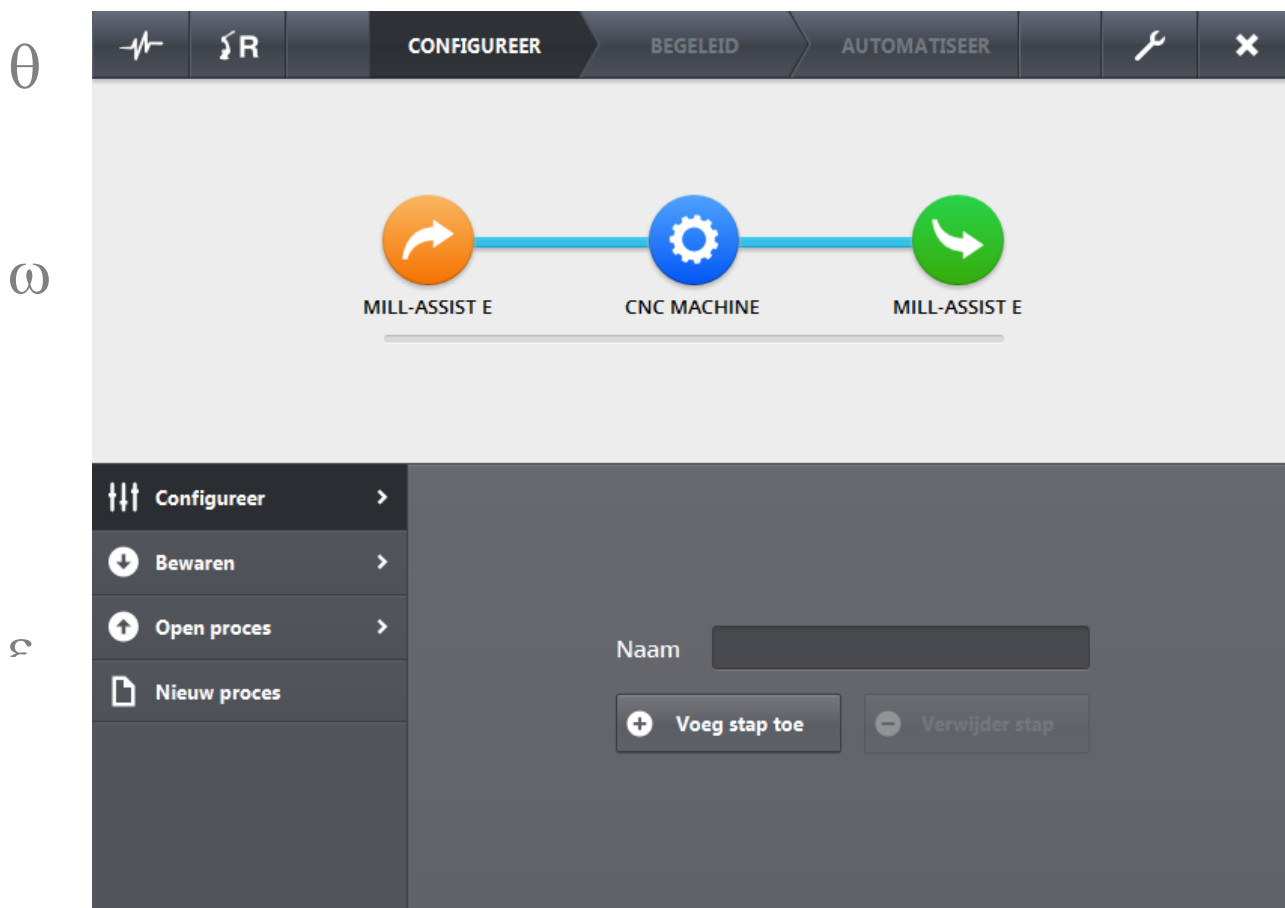 θ
R CONFIGUREER BEGELEID AUTOMATISEER
ω
MILL-ASSIST E CNC MACHINE MILL-ASSIST E
Configureer
Bewaren
ε
Open proces
Nieuw proces
Naam
Voeg stap toe Verwijder stap